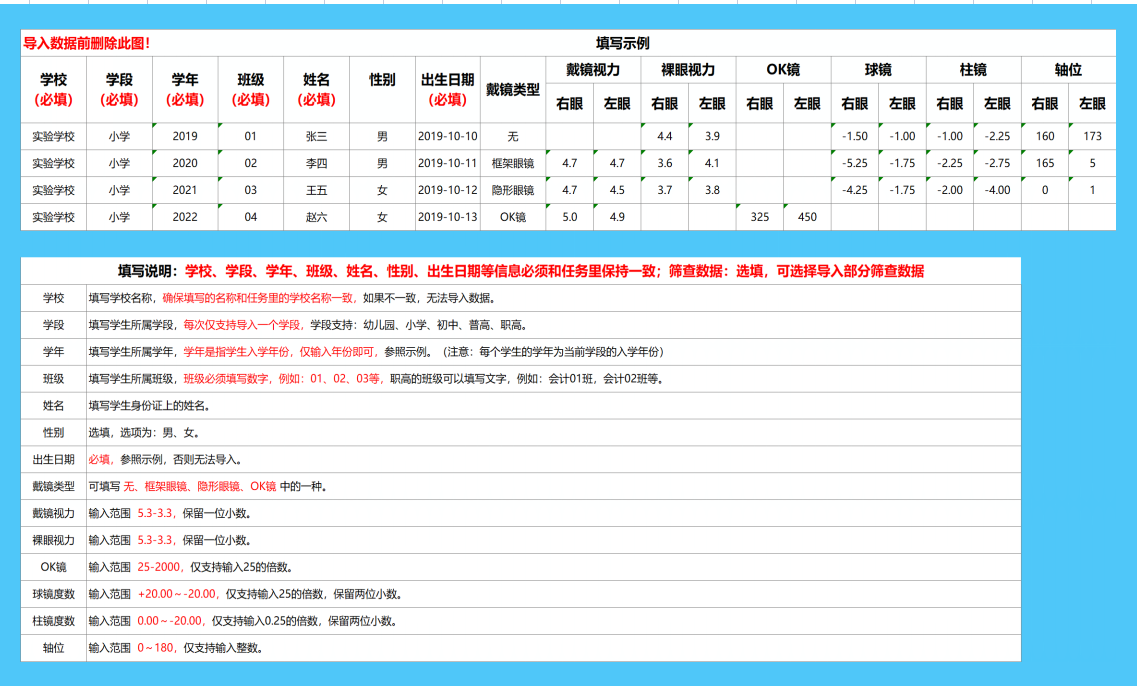 导入数据前删除此图！ 填写示例
学校 学段 学年 班级 姓名 性别 出生日期 戴镜类型 戴镜视力 裸眼视力 OK镜 球镜 柱镜 轴位
(必填) (必填) (必填) (必填) (必填) (必填) 右眼 左眼 右眼 左眼 右眼 左眼 右眼 左眼 右眼 左眼 右眼 左眼
实验学校 小学 2019 01 张三 男 2019-10-10 无 4.4 3.9 -1.50 -1.00 -1.00 -2.25 160 173
实验学校 小学 2020 02 李四 男 2019-10-11 框架眼镜 4.7 4.7 3.6 4.1 -5.25 -1.75 -2.25 -2.75 165 5
实验学校 小学 2021 03 王五 女 2019-10-12 隐形眼镜 4.7 4.5 3.7 3.8 -4.25 -1.75 -2.00 -4.00 0 1
实验学校 小学 2022 04 赵六 女 2019-10-13 OK镜 5.0 4.9 325 450
填写说明：学校、学段、学年、班级、姓名、性别、出生日期等信息必须和任务里保持一致；筛查数据：选填，可选择导入部分筛查数据
学校 填写学校名称，确保填写的名称和任务里的学校名称一致，如果不一致，无法导入数据。
学段 填写学生所属学段，每次仅支持导入一个学段，学段支持：幼儿园、小学、初中、普高、职高。
学年 填写学生所属学年，学年是指学生入学年份，仅输入年份即可，参照示例。（注意：每个学生的学年为当前学段的入学年份）
班级 填写学生所属班级，班级必须填写数字，例如：01、02、03等，职高的班级可以填写文字，例如：会计01班，会计02班等。
姓名 填写学生身份证上的姓名。
性别 选填，选项为：男、女。
出生日期 必填，参照示例，否则无法导入。
戴镜类型 可填写 无、框架眼镜、隐形眼镜、OK镜 中的一种。
戴镜视力 输入范围 5.3-3.3，保留一位小数。
裸眼视力 输入范围 5.3-3.3，保留一位小数。
OK镜 输入范围 25-2000，仅支持输入25的倍数。
球镜度数 输入范围 +20.00～-20.00，仅支持输入25的倍数，保留两位小数。
柱镜度数 输入范围 0.00～-20.00，仅支持输入0.25的倍数，保留两位小数。
轴位 输入范围 0～180，仅支持输入整数。